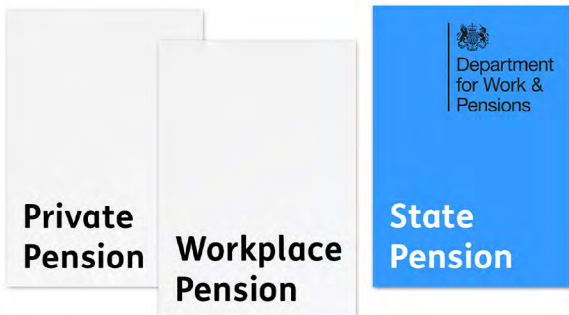 Private
Pension
Workplace
Pension
Department
for Work &
Pensions
State
Pension